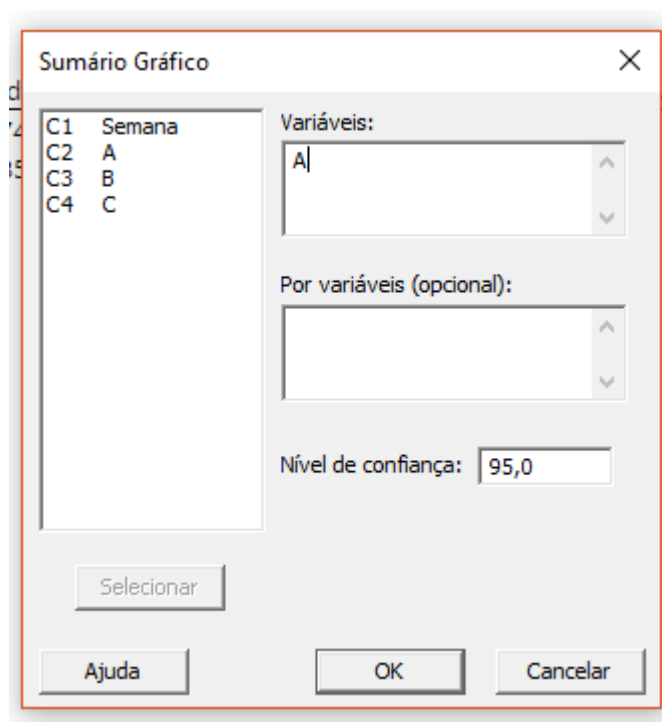 Sumário Gráfico
C1 Semana
C2 A
C3 B
C4 C
Variáveis:
A
Por variáveis (opcional):
Nível de confiança: 95,0
Selecionar
Ajuda OK Cancelar